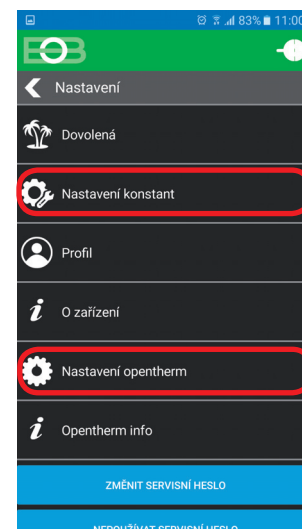 83% 11:00
EOB
Nastavení
Dovolená
Nastavení konstant
Profil
i O zařízení
Nastavení opentherm
i Opentherm info
ZMĚNIT SERVISNÍ HESLO
NEPOUŽÍVAT SERVISNÍ HESLO